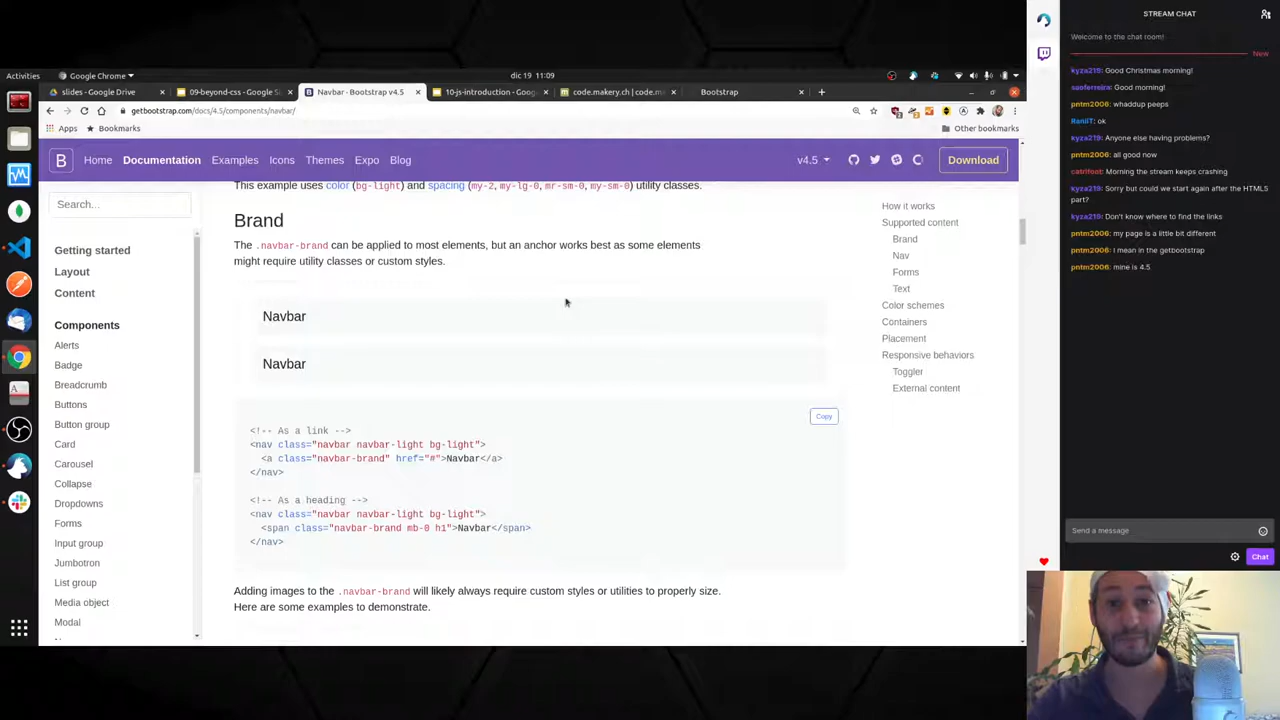 Activities
Google Chrome
dic 19 11:09
slides - Google Drive
09-beyond-css - Google Sl
Navbar · Bootstrap v4.5
10-js-introduction - Goog
code.makery.ch | code.m
Bootstrap
getbootstrap.com/docs/4.5/components/navbar/
Apps
Bookmarks
Other bookmarks
B
Home
Documentation
Examples
Icons
Themes
Expo
Blog
v4.5
Download
Search...
Getting started
Layout
Content
Components
Alerts
Badge
Breadcrumb
Buttons
Button group
Card
Carousel
Collapse
Dropdowns
Forms
Input group
Jumbotron
List group
Media object
Modal
This example uses color (bg-light) and spacing (my-2, my-lg-0, mr-sm-0, my-sm-0) utility classes.
Brand
The .navbar-brand can be applied to most elements, but an anchor works best as some elements
might require utility classes or custom styles.
Navbar
Navbar
Copy
<!-- As a link -->
<nav class="navbar navbar-light bg-light">
<a class="navbar-brand" href="#">Navbar</a>
</nav>
<!-- As a heading -->
<nav class="navbar navbar-light bg-light">
<span class="navbar-brand mb-0 h1">Navbar</span>
</nav>
Adding images to the .navbar-brand will likely always require custom styles or utilities to properly size.
Here are some examples to demonstrate.
How it works
Supported content
Brand
Nav
Forms
Text
Color schemes
Containers
Placement
Responsive behaviors
Toggler
External content
STREAM CHAT
Welcome to the chat room!
New
kyza219: Good Christmas morning!
saoferreira: Good morning!
pntm2006: whaddup peeps
RaniiT: ok
kyza219: Anyone else having problems?
pntm2006: all good now
catrifool: Morning the stream keeps crashing
kyza219: Sorry but could we start again after the HTML5
part?
kyza219: Don't know where to find the links
pntm2006: my page is a little bit different
pntm2006: I mean in the getbootstrap
pntm2006: mine is 4.5
Send a message
Chat